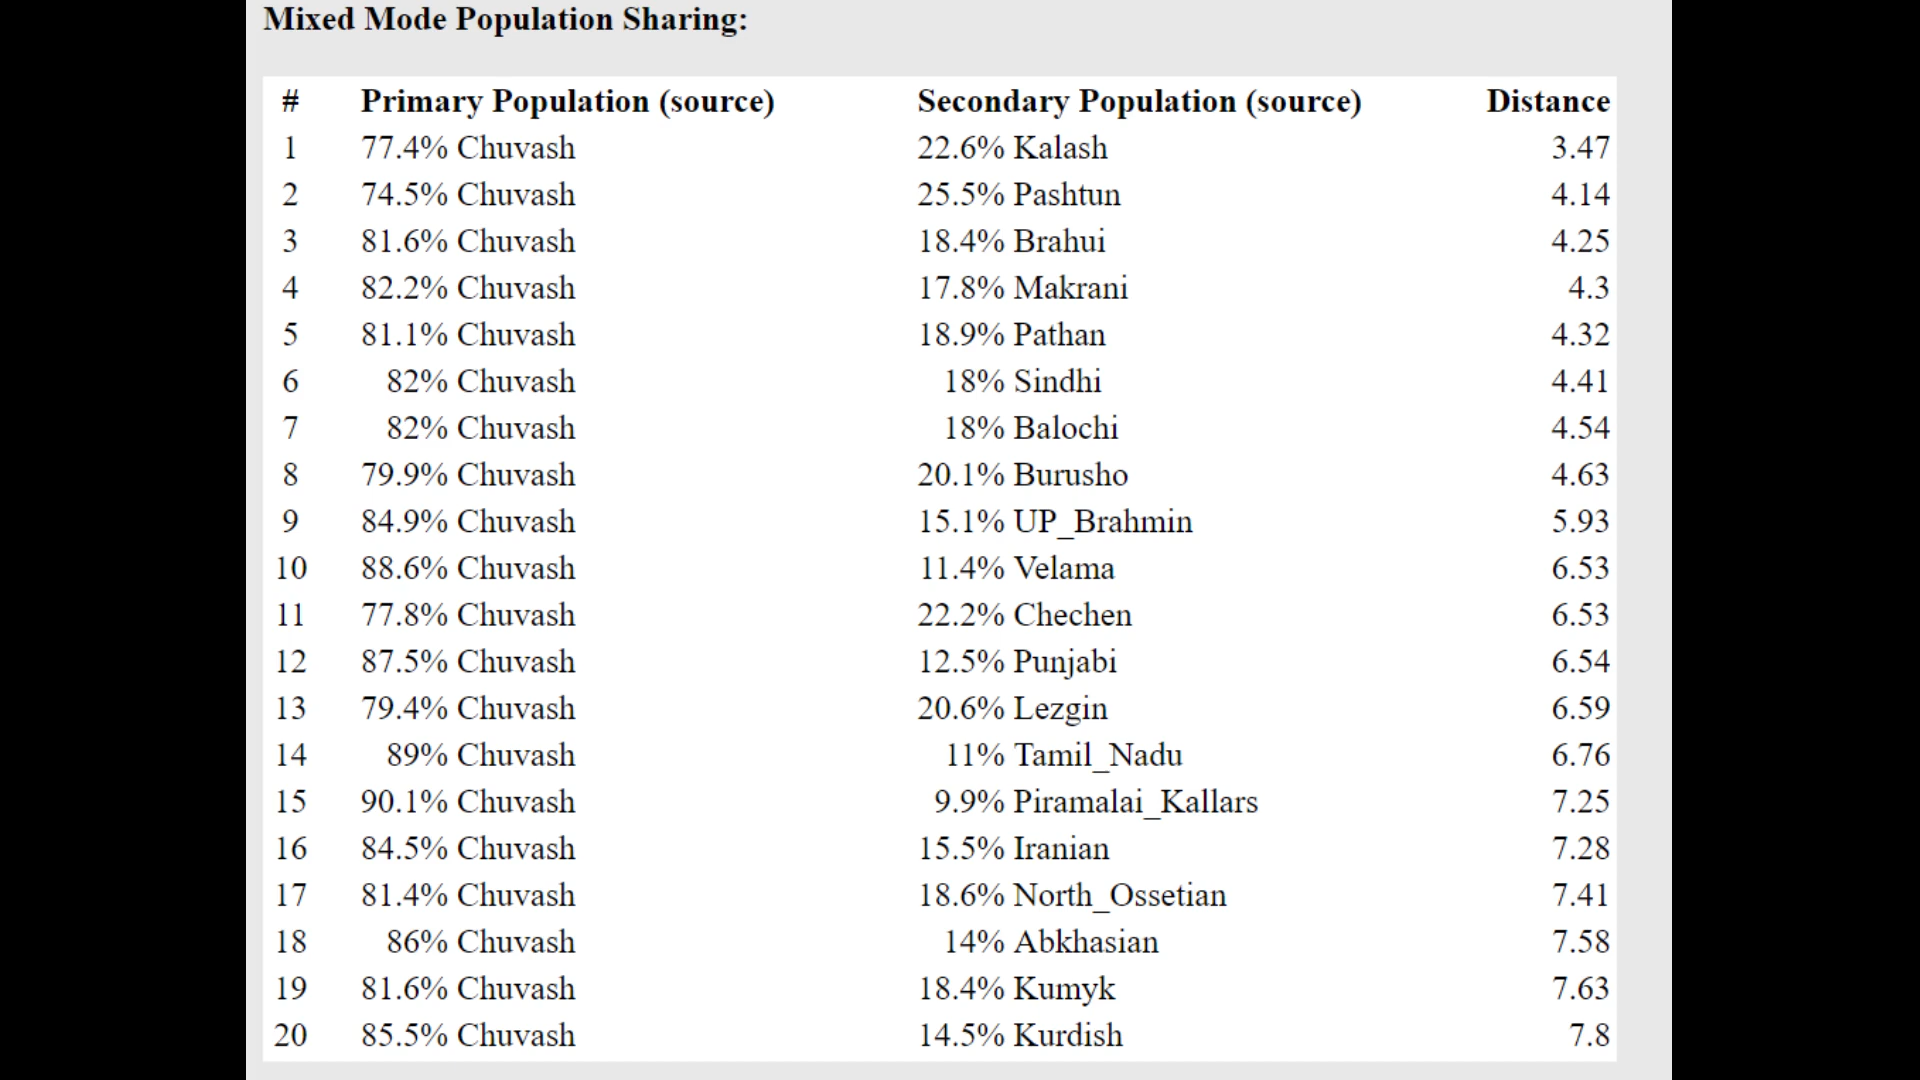 Mixed Mode Population Sharing:
# Primary Population (source) Secondary Population (source) Distance
1 77.4% Chuvash 22.6% Kalash 3.47
2 74.5% Chuvash 25.5% Pashtun 4.14
3 81.6% Chuvash 18.4% Brahui 4.25
4 82.2% Chuvash 17.8% Makrani 4.3
5 81.1% Chuvash 18.9% Pathan 4.32
6 82% Chuvash 18% Sindhi 4.41
7 82% Chuvash 18% Balochi 4.54
8 79.9% Chuvash 20.1% Burusho 4.63
9 84.9% Chuvash 15.1% UP_Brahmin 5.93
10 88.6% Chuvash 11.4% Velama 6.53
11 77.8% Chuvash 22.2% Chechen 6.53
12 87.5% Chuvash 12.5% Punjabi 6.54
13 79.4% Chuvash 20.6% Lezgin 6.59
14 89% Chuvash 11% Tamil_Nadu 6.76
15 90.1% Chuvash 9.9% Piramalai_Kallars 7.25
16 84.5% Chuvash 15.5% Iranian 7.28
17 81.4% Chuvash 18.6% North_Ossetian 7.41
18 86% Chuvash 14% Abkhasian 7.58
19 81.6% Chuvash 18.4% Kumyk 7.63
20 85.5% Chuvash 14.5% Kurdish 7.8